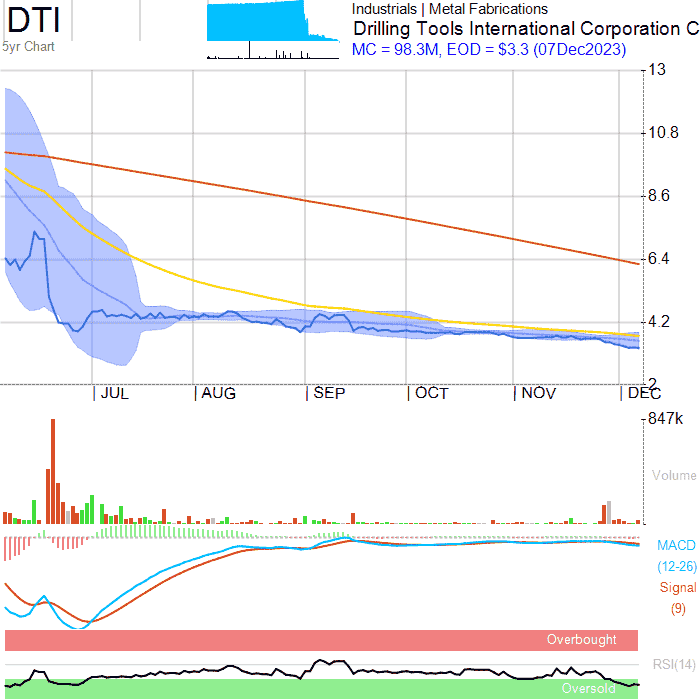 DTI
5yr Chart
Industrials | Metal Fabrications
Drilling Tools International Corporation C
MC = 98.3M, EOD = $3.3 (07Dec2023)
13
10.8
8.6
6.4
4.2
2
JUL
AUG
SEP
OCT
NOV
DEC
847k
Volume
MACD
(12-26)
Signal
(9)
Overbought
RSI(14)
Oversold